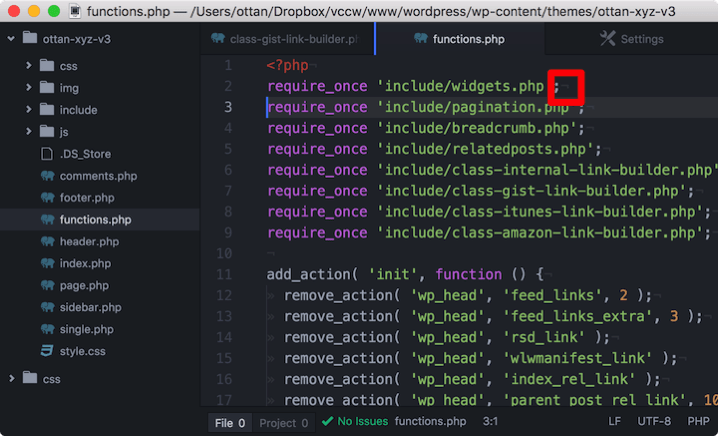 functions.php — /Users/ottan/Dropbox/vccw/www/wordpress/wp-content/themes/ottan-xyz-v3
ottan-xyz-v3
css
img
include
js
.DS_Store
comments.php
footer.php
functions.php
header.php
index.php
page.php
sidebar.php
single.php
style.css
css
class-gist-link-builder.ph
functions.php
Settings
1 <?php
2 require_once 'include/widgets.php';¬
3 require_once 'include/pagination.php';¬
4 require_once 'include/breadcrumb.php';¬
5 require_once 'include/relatedposts.php';¬
6 require_once 'include/class-internal-link-builder.php'
7 require_once 'include/class-gist-link-builder.php';¬
8 require_once 'include/class-itunes-link-builder.php';¬
9 require_once 'include/class-amazon-link-builder.php';¬
10 ¬
11 add_action( 'init', function () {¬
12 » remove_action( 'wp_head', 'feed_links', 2 );¬
13 » remove_action( 'wp_head', 'feed_links_extra', 3 );¬
14 » remove_action( 'wp_head', 'rsd_link' );¬
15 » remove_action( 'wp_head', 'wlwmanifest_link' );¬
16 » remove_action( 'wp_head', 'index_rel_link' );¬
17 » remove_action( 'wp_head', 'parent_post_rel_link', 10
File 0 Project 0 No Issues functions.php 3:1 LF UTF-8 PHP